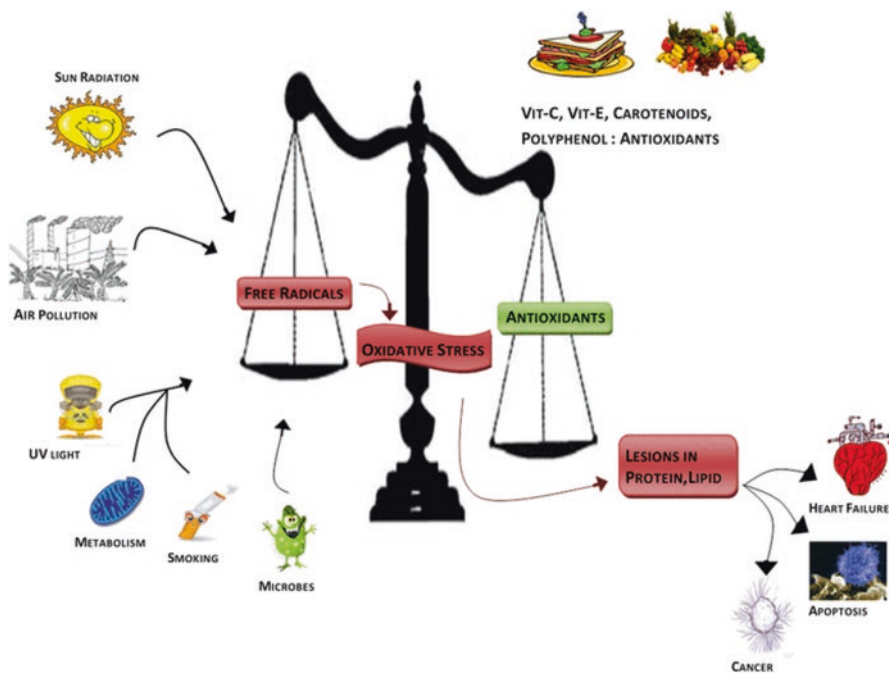 SUN RADIATION
VIT-C, VIT-E, CAROTENOIDS,
POLYPHENOL : ANTIOXIDANTS
AIR POLLUTION
FREE RADICALS
ANTIOXIDANTS
OXIDATIVE STRESS
UV LIGHT
METABOLISM
SMOKING
MICROBES
LESIONS IN
PROTEIN,LIPID
HEART FAILURE
APOPTOSIS
CANCER